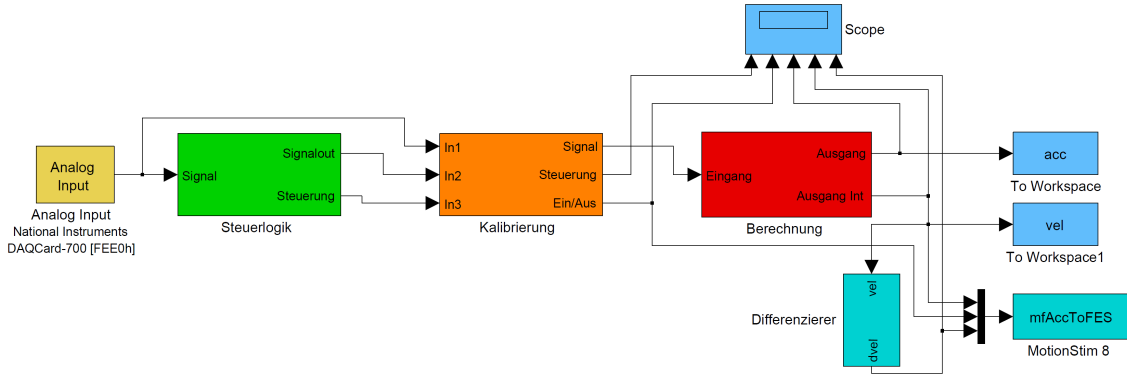 Scope
Analog
Input
Analog Input
National Instruments
DAQCard-700 [FEE0h]
Signal
Signalout
Steuerung
Steuerlogik
In1
In2
In3
Signal
Steuerung
Ein/Aus
Kalibrierung
Eingang
Ausgang
Ausgang Int
Berechnung
acc
To Workspace
vel
To Workspace1
vel
dvel
Differenzierer
mfAccToFES
MotionStim 8